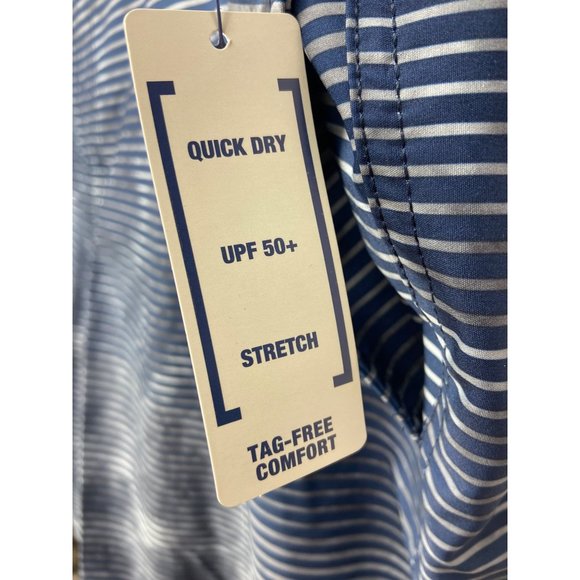 QUICK DRY
UPF 50+
STRETCH
TAG-FREE
COMFORT